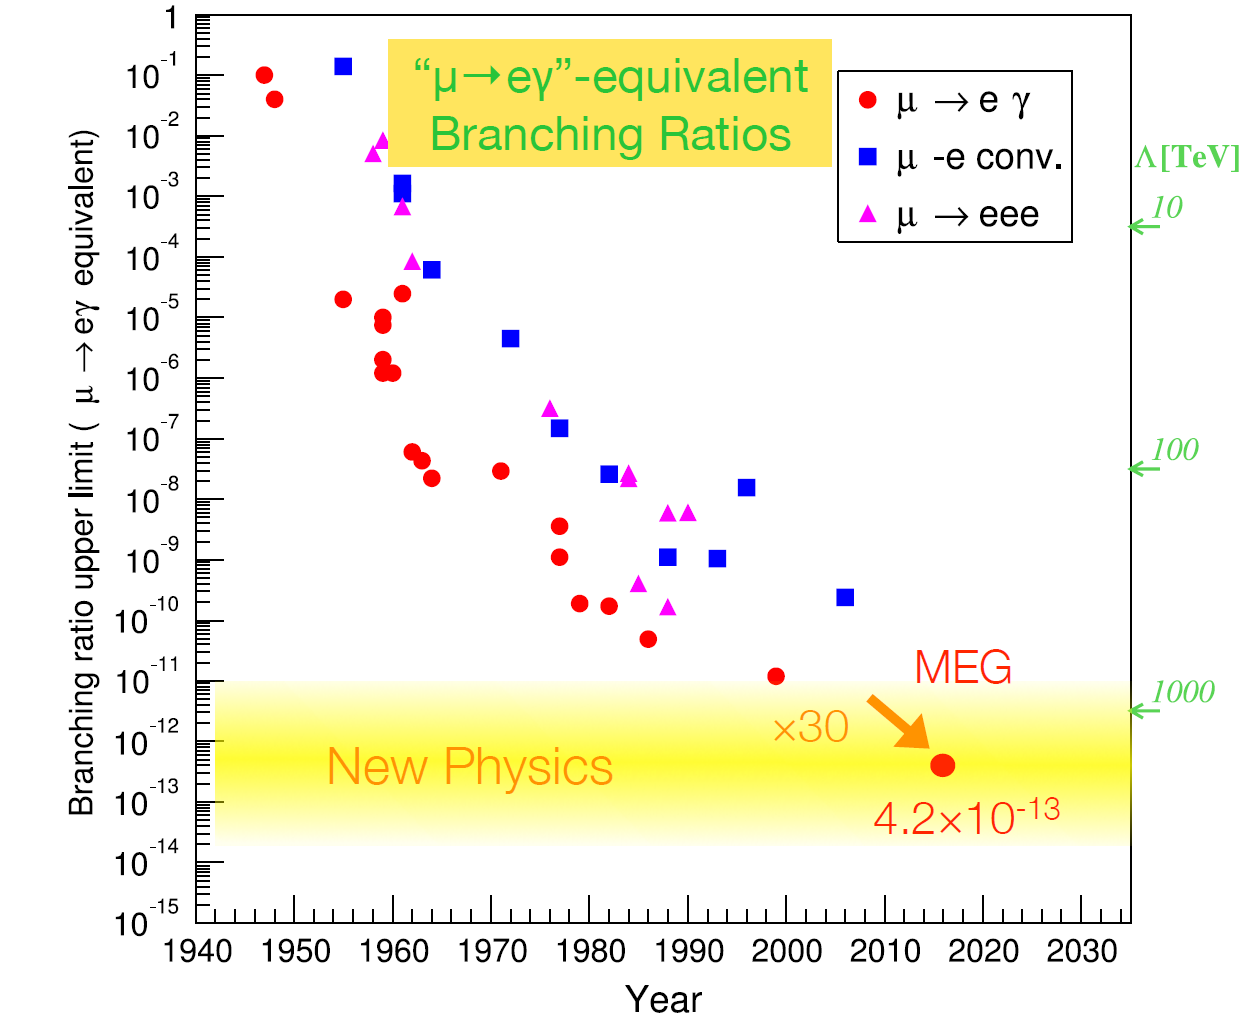 “μ→eγ”-equivalent
Branching Ratios
μ → e γ
μ -e conv.
μ → eee
Λ[TeV]
10
100
1000
Branching ratio upper limit ( μ → eγ equivalent)
1
10^-1
10^-2
10^-3
10^-4
10^-5
10^-6
10^-7
10^-8
10^-9
10^-10
10^-11
10^-12
10^-13
10^-14
10^-15
MEG
×30
New Physics
4.2×10^-13
1940 1950 1960 1970 1980 1990 2000 2010 2020 2030
Year